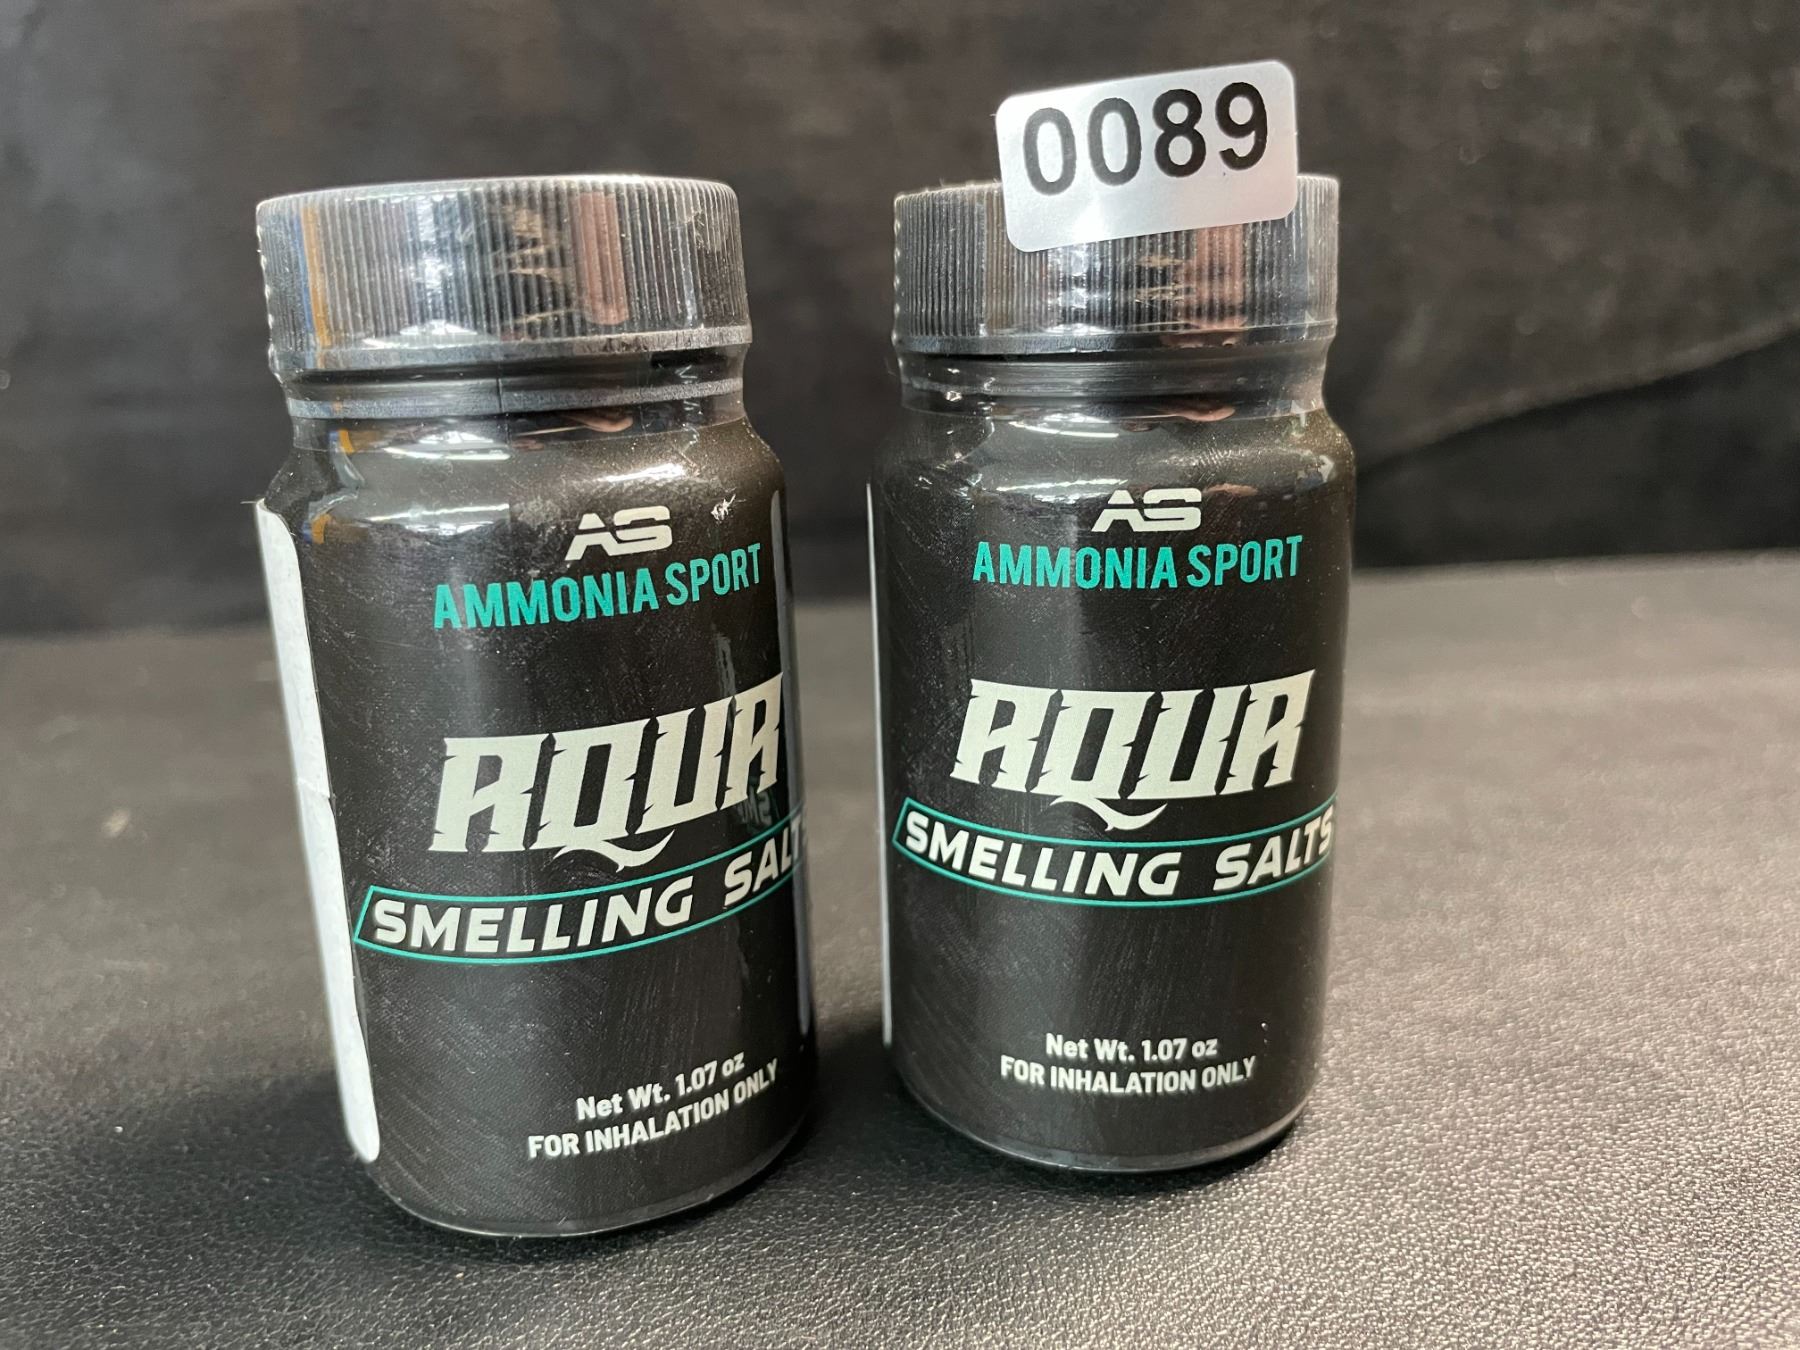 AS
AMMONIA SPORT
AQUA
SMELLING SALTS
Net Wt. 1.07 oz
FOR INHALATION ONLY
0089
AS
AMMONIA SPORT
AQUA
SMELLING SALTS
Net Wt. 1.07 oz
FOR INHALATION ONLY